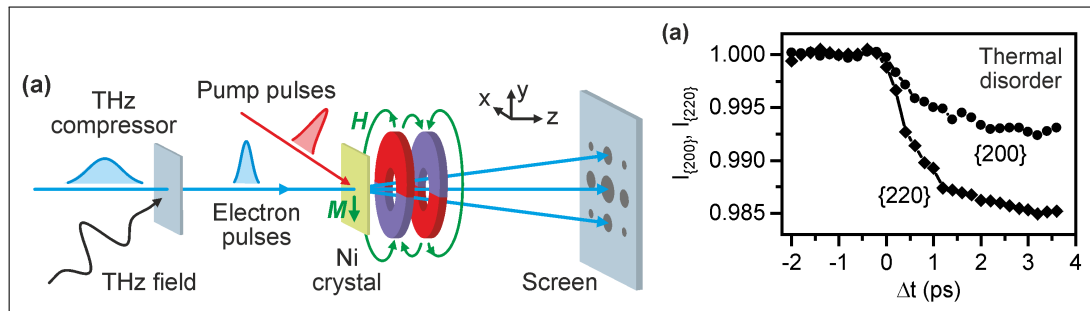 (a)
THz
compressor
Pump pulses
H
x
y
z
M
Electron
pulses
THz field
Ni
crystal
Screen
(a)
I{200}, I{220}
1.000
0.995
0.990
0.985
Thermal
disorder
{200}
{220}
-2 -1 0 1 2 3 4
Δt (ps)